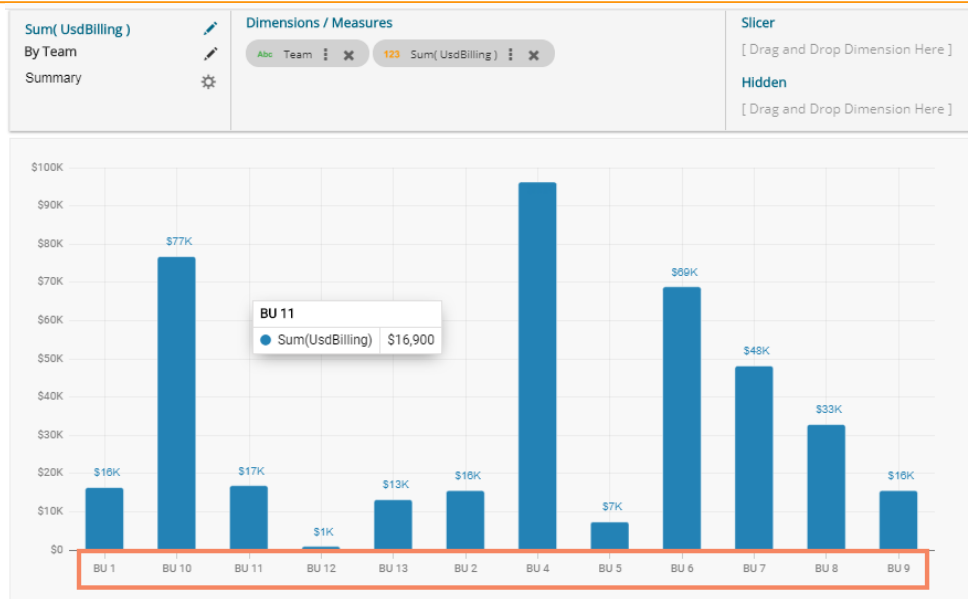 Sum( UsdBilling )
By Team
Summary
Dimensions / Measures
Abc Team
123 Sum( UsdBilling )
Slicer
[ Drag and Drop Dimension Here ]
Hidden
[ Drag and Drop Dimension Here ]
$100K
$90K
$80K
$70K
$60K
$50K
$40K
$30K
$20K
$10K
$0
$16K
$77K
$17K
$1K
$13K
$16K
$7K
$69K
$48K
$33K
$16K
BU 11
Sum(UsdBilling) $16,900
BU 1 BU 10 BU 11 BU 12 BU 13 BU 2 BU 4 BU 5 BU 6 BU 7 BU 8 BU 9